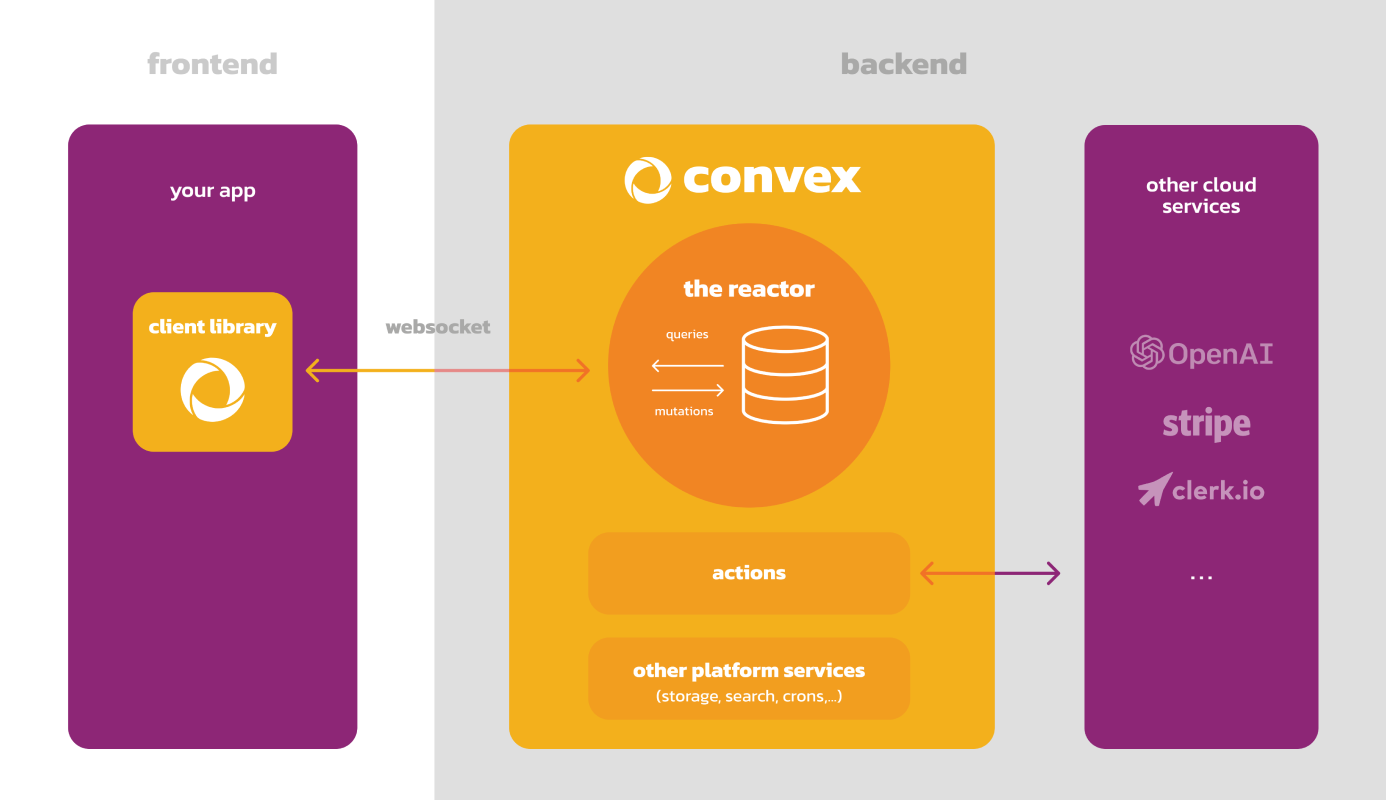 frontend
backend
your app
client library
websocket
convex
the reactor
queries
mutations
actions
other platform services
(storage, search, crons,...)
other cloud
services
OpenAI
stripe
clerk.io
...